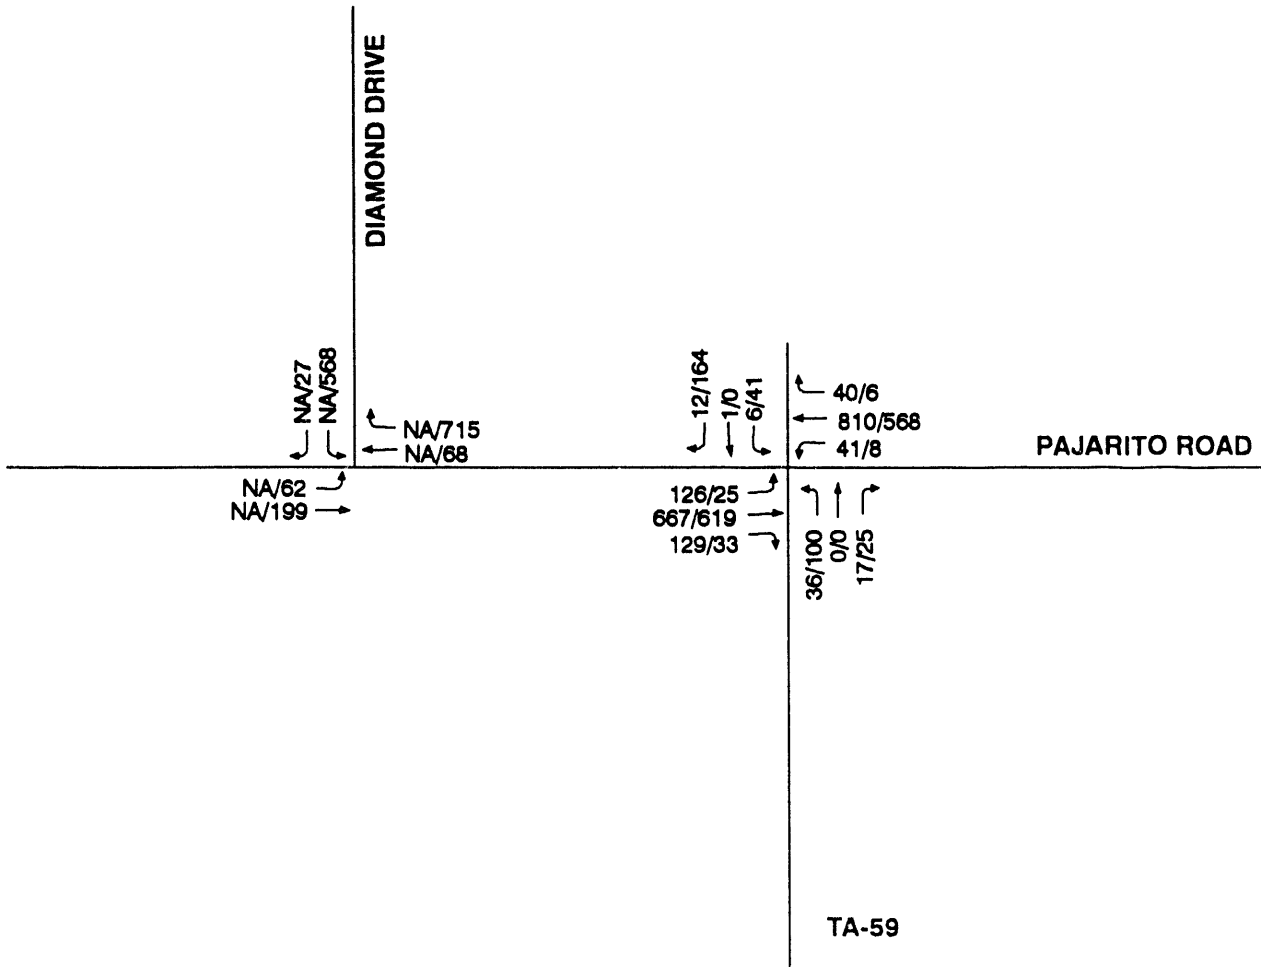 DIAMOND DRIVE
NA/27
NA/568
NA/715
NA/68
NA/62
NA/199
12/164
1/0
6/41
40/6
810/568
41/8
PAJARITO ROAD
126/25
667/619
129/33
36/100
0/0
17/25
TA-59